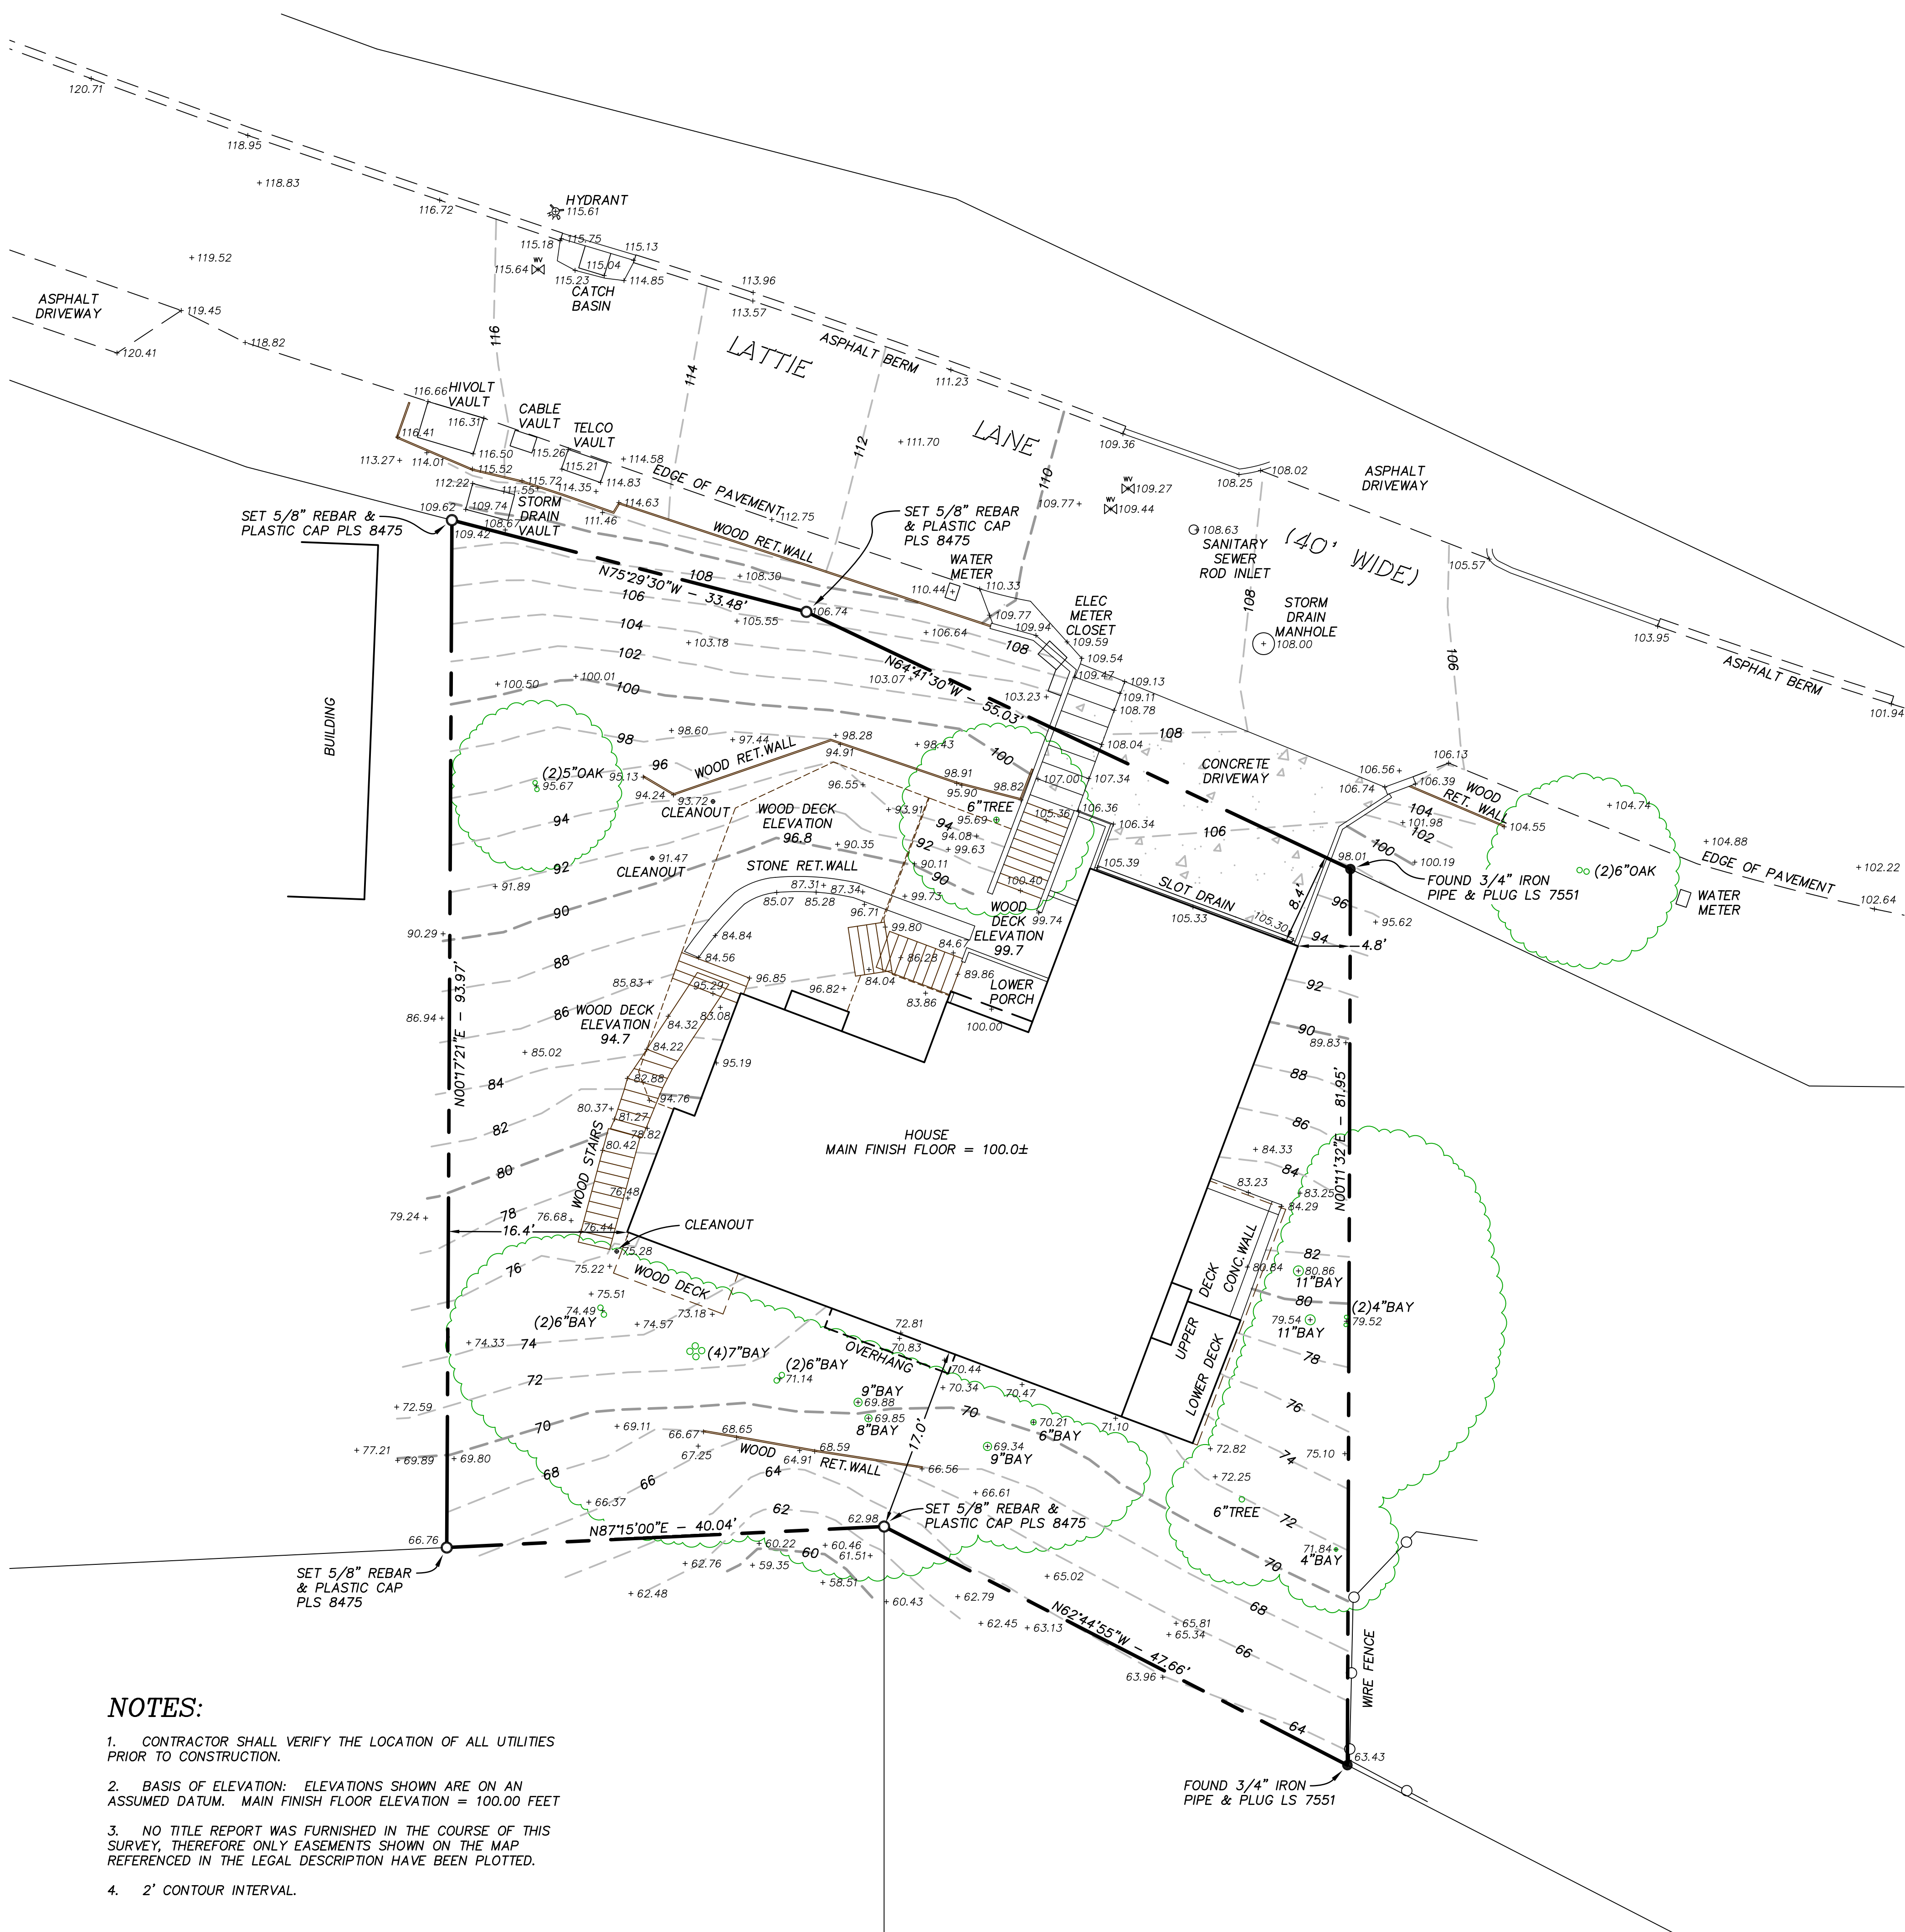 120.71
118.95
+118.83
116.72
HYDRANT
115.61
115.18
115.75
115.13
WV
115.64
115.04
115.23
114.85
CATCH
BASIN
+119.52
ASPHALT
DRIVEWAY
119.45
120.41
118.82
116
113.96
113.57
LATTIE
ASPHALT BERM
111.23
114
112
116.66
HIVOLT
VAULT
116.31
116.41
CABLE
VAULT
TELCO
VAULT
113.27+
114.01
116.50
115.52
115.26
115.21
+114.58
114.83
EDGE OF PAVEMENT
112.22
111.55
115.72
114.35
114.63
109.62
109.74
108.67
109.42
STORM
DRAIN
VAULT
111.46
SET 5/8" REBAR &
PLASTIC CAP PLS 8475
112.75
WOOD RET.WALL
+111.70
LANE
110
SET 5/8" REBAR
& PLASTIC CAP
PLS 8475
109.36
108.02
108.25
ASPHALT
DRIVEWAY
WV
109.27
WV
109.44
109.77+
108.63
SANITARY
SEWER
ROD INLET
(40' WIDE)
105.57
WATER
METER
110.44
110.33
109.77
109.94
ELEC
METER
CLOSET
108
STORM
DRAIN
MANHOLE
108.00
106
103.95
ASPHALT BERM
101.94
N75°29'30"W - 33.48'
108
+108.30
106
106.74
+105.55
104
+103.18
102
+106.64
108
109.59
109.54
109.47
109.13
109.11
108.78
N64°41'30"W - 55.03'
103.07+
103.23+
+100.50
+100.01
100
BUILDING
98
+98.60
+97.44
WOOD RET.WALL
98.28
94.91
+98.43
100
108.04
108
CONCRETE
DRIVEWAY
96
95.13
94.24
93.72
CLEANOUT
(2)5"OAK
95.67
94
96.55+
98.91
95.90
98.82
107.00
107.34
WOOD DECK
ELEVATION
96.8
93.91
6"TREE
95.69
94
94.08+
+99.63
105.36
106.36
106.34
106
106.56+
106.74
106.13
106.39
WOOD
RET. WALL
104
+101.98
102
104.55
100
+100.19
98.01
+104.74
+104.88
EDGE OF PAVEMENT
+102.22
102.64
(2)6"OAK
WATER
METER
FOUND 3/4" IRON
PIPE & PLUG LS 7551
91.47
CLEANOUT
92
+91.89
+90.35
92
90.11
90
STONE RET.WALL
87.31+
87.34
85.07
85.28
+99.73
96.71
100.40
105.39
SLOT DRAIN
105.33
105.30
8.4'
96
+95.62
94
4.8'
90
90.29+
88
+84.84
84.56
99.80
84.67
+86.28
84.04
83.86
99.74
WOOD
DECK
ELEVATION
99.7
LOWER
PORCH
89.86
100.00
N00°17'21"E - 93.97'
85.83+
96.85
95.29
96.82+
83.08
84.32
86
WOOD DECK
ELEVATION
94.7
86.94+
+85.02
84.22
95.19
84
82.88
94.76
80.37+
81.27
78.82
80.42
82
80
WOOD STAIRS
HOUSE
MAIN FINISH FLOOR = 100.0±
92
90
89.83+
88
86
+84.33
84
N00°11'32"E - 81.95'
83.23
+83.25
84.29
79.24+
78
76.48
76.68+
16.4'
76.44
CLEANOUT
75.28
76
75.22+
WOOD DECK
+75.51
74.49
(2)6"BAY
73.18+
+74.57
+74.33
74
(4)7"BAY
72.81
70.83
OVERHANG
70.44
72
(2)6"BAY
71.14
9"BAY
69.88
69.85
8"BAY
+70.34
70.47
70
71.10
UPPER
DECK
LOWER DECK
CONC.WALL
80.84
82
80.86
11"BAY
80
79.54
11"BAY
(2)4"BAY
79.52
78
76
75.10+
74
+72.59
70
+69.11
+77.21
+69.89
+69.80
66.67+
68.65
67.25
WOOD RET.WALL
64.91
68.59
66.56
17.0'
70.21
6"BAY
69.34
9"BAY
+72.82
+72.25
6"TREE
72
71.84
4"BAY
70
68
66
64
+66.37
62
+66.61
SET 5/8" REBAR &
PLASTIC CAP PLS 8475
62.98
N87°15'00"E - 40.04'
66.76
SET 5/8" REBAR
& PLASTIC CAP
PLS 8475
+60.22
+60.46
61.51+
60
+62.76
+59.35
+58.51
+62.48
+60.43
+62.79
+65.02
+62.45
+63.13
+65.81
+65.34
68
66
N62°44'55"W - 47.66'
63.96+
64
WIRE FENCE
63.43
FOUND 3/4" IRON
PIPE & PLUG LS 7551
NOTES:
1. CONTRACTOR SHALL VERIFY THE LOCATION OF ALL UTILITIES
PRIOR TO CONSTRUCTION.
2. BASIS OF ELEVATION: ELEVATIONS SHOWN ARE ON AN
ASSUMED DATUM. MAIN FINISH FLOOR ELEVATION = 100.00 FEET
3. NO TITLE REPORT WAS FURNISHED IN THE COURSE OF THIS
SURVEY, THEREFORE ONLY EASEMENTS SHOWN ON THE MAP
REFERENCED IN THE LEGAL DESCRIPTION HAVE BEEN PLOTTED.
4. 2' CONTOUR INTERVAL.